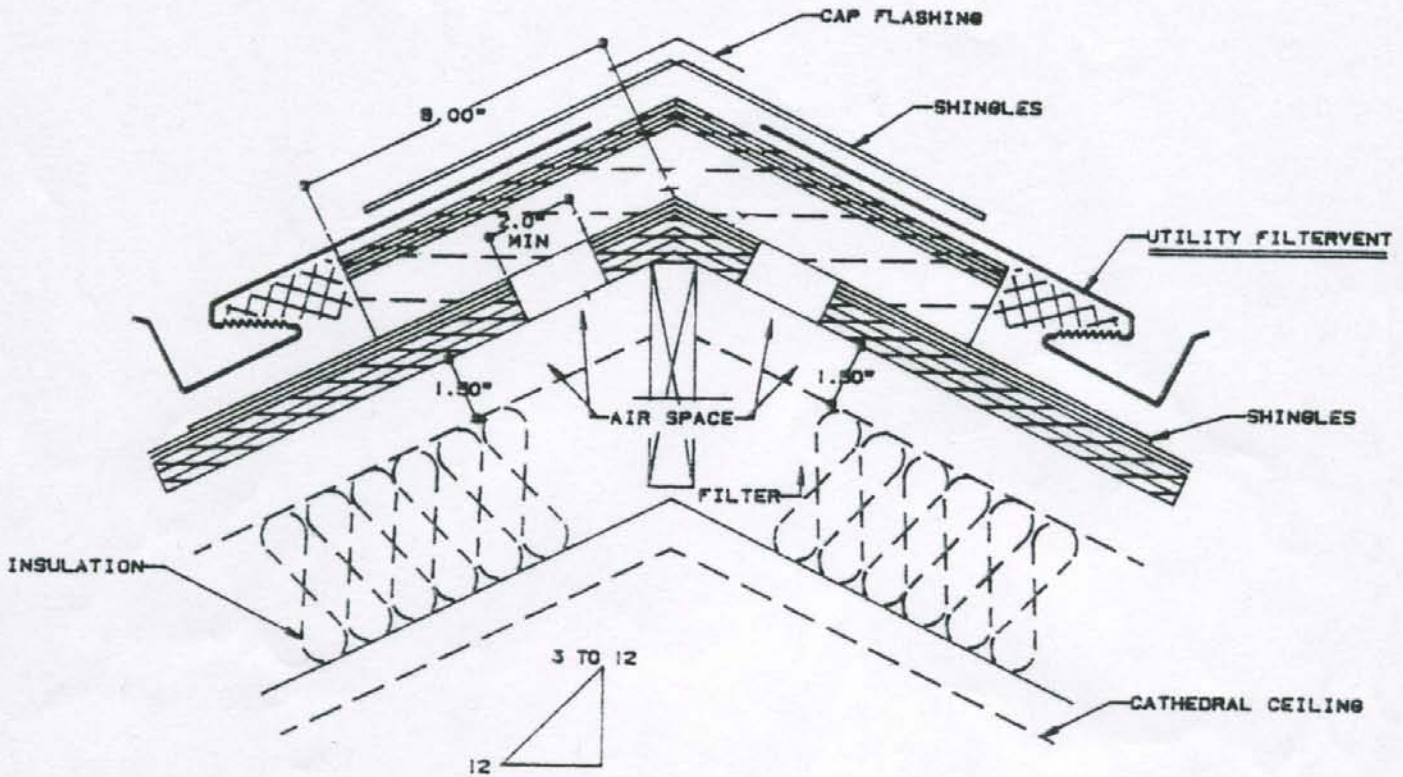 CAP FLASHING
8.00"
SHINGLES
2.0"
MIN
UTILITY FILTERVENT
1.50"
1.50"
AIR SPACE
SHINGLES
FILTER
INSULATION
3 TO 12
12
CATHEDRAL CEILING